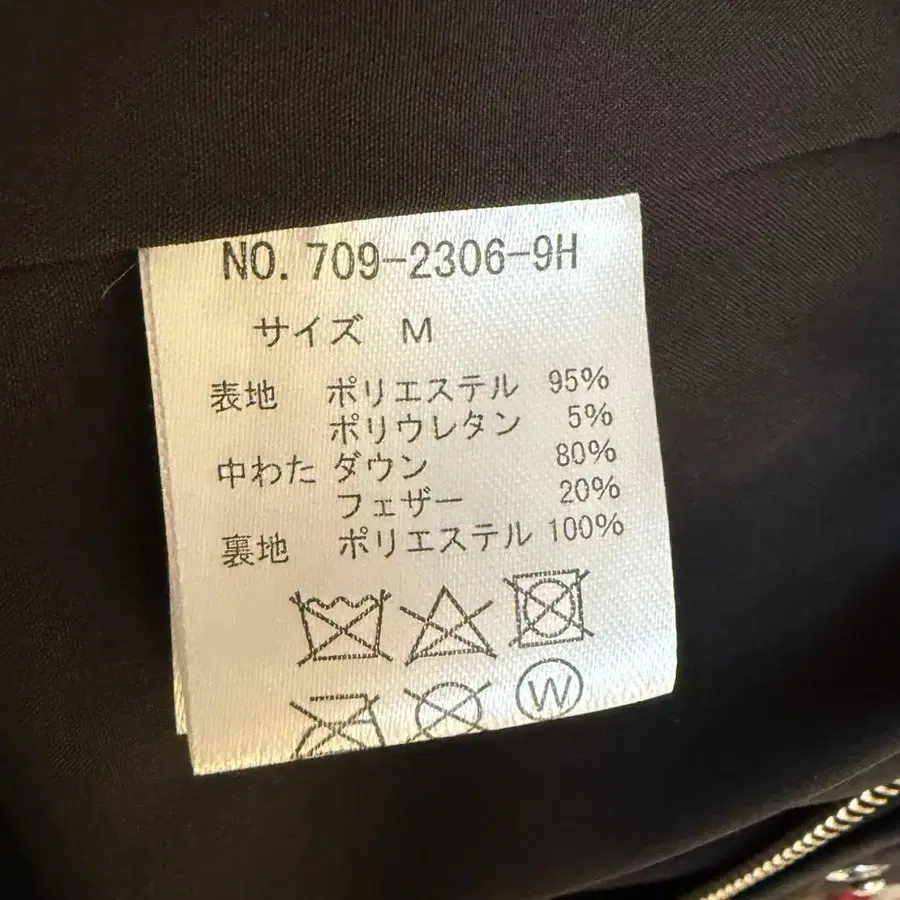 NO. 709-2306-9H
サイズ M
表地 ポリエステル 95%
ポリウレタン 5%
中わた ダウン 80%
フェザー 20%
裏地 ポリエステル 100%
W